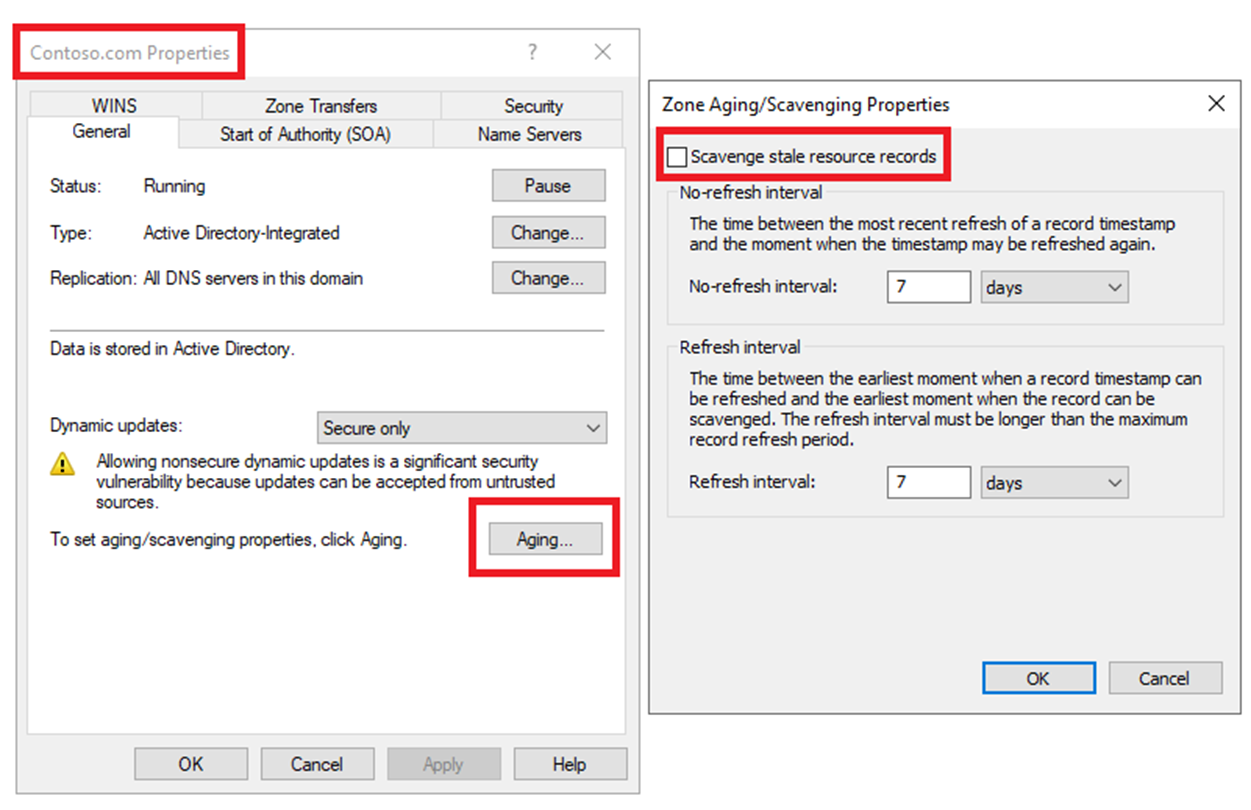 Contoso.com Properties
?
WINS
Zone Transfers
Security
General
Start of Authority (SOA)
Name Servers
Status:
Running
Pause
Type:
Active Directory-Integrated
Change...
Replication: All DNS servers in this domain
Change...
Data is stored in Active Directory.
Dynamic updates:
Secure only
Allowing nonsecure dynamic updates is a significant security
vulnerability because updates can be accepted from untrusted
sources.
To set aging/scavenging properties, click Aging.
Aging...
OK
Cancel
Apply
Help
Zone Aging/Scavenging Properties
Scavenge stale resource records
No-refresh interval
The time between the most recent refresh of a record timestamp
and the moment when the timestamp may be refreshed again.
No-refresh interval:
7
days
Refresh interval
The time between the earliest moment when a record timestamp can
be refreshed and the earliest moment when the record can be
scavenged. The refresh interval must be longer than the maximum
record refresh period.
Refresh interval:
7
days
OK
Cancel